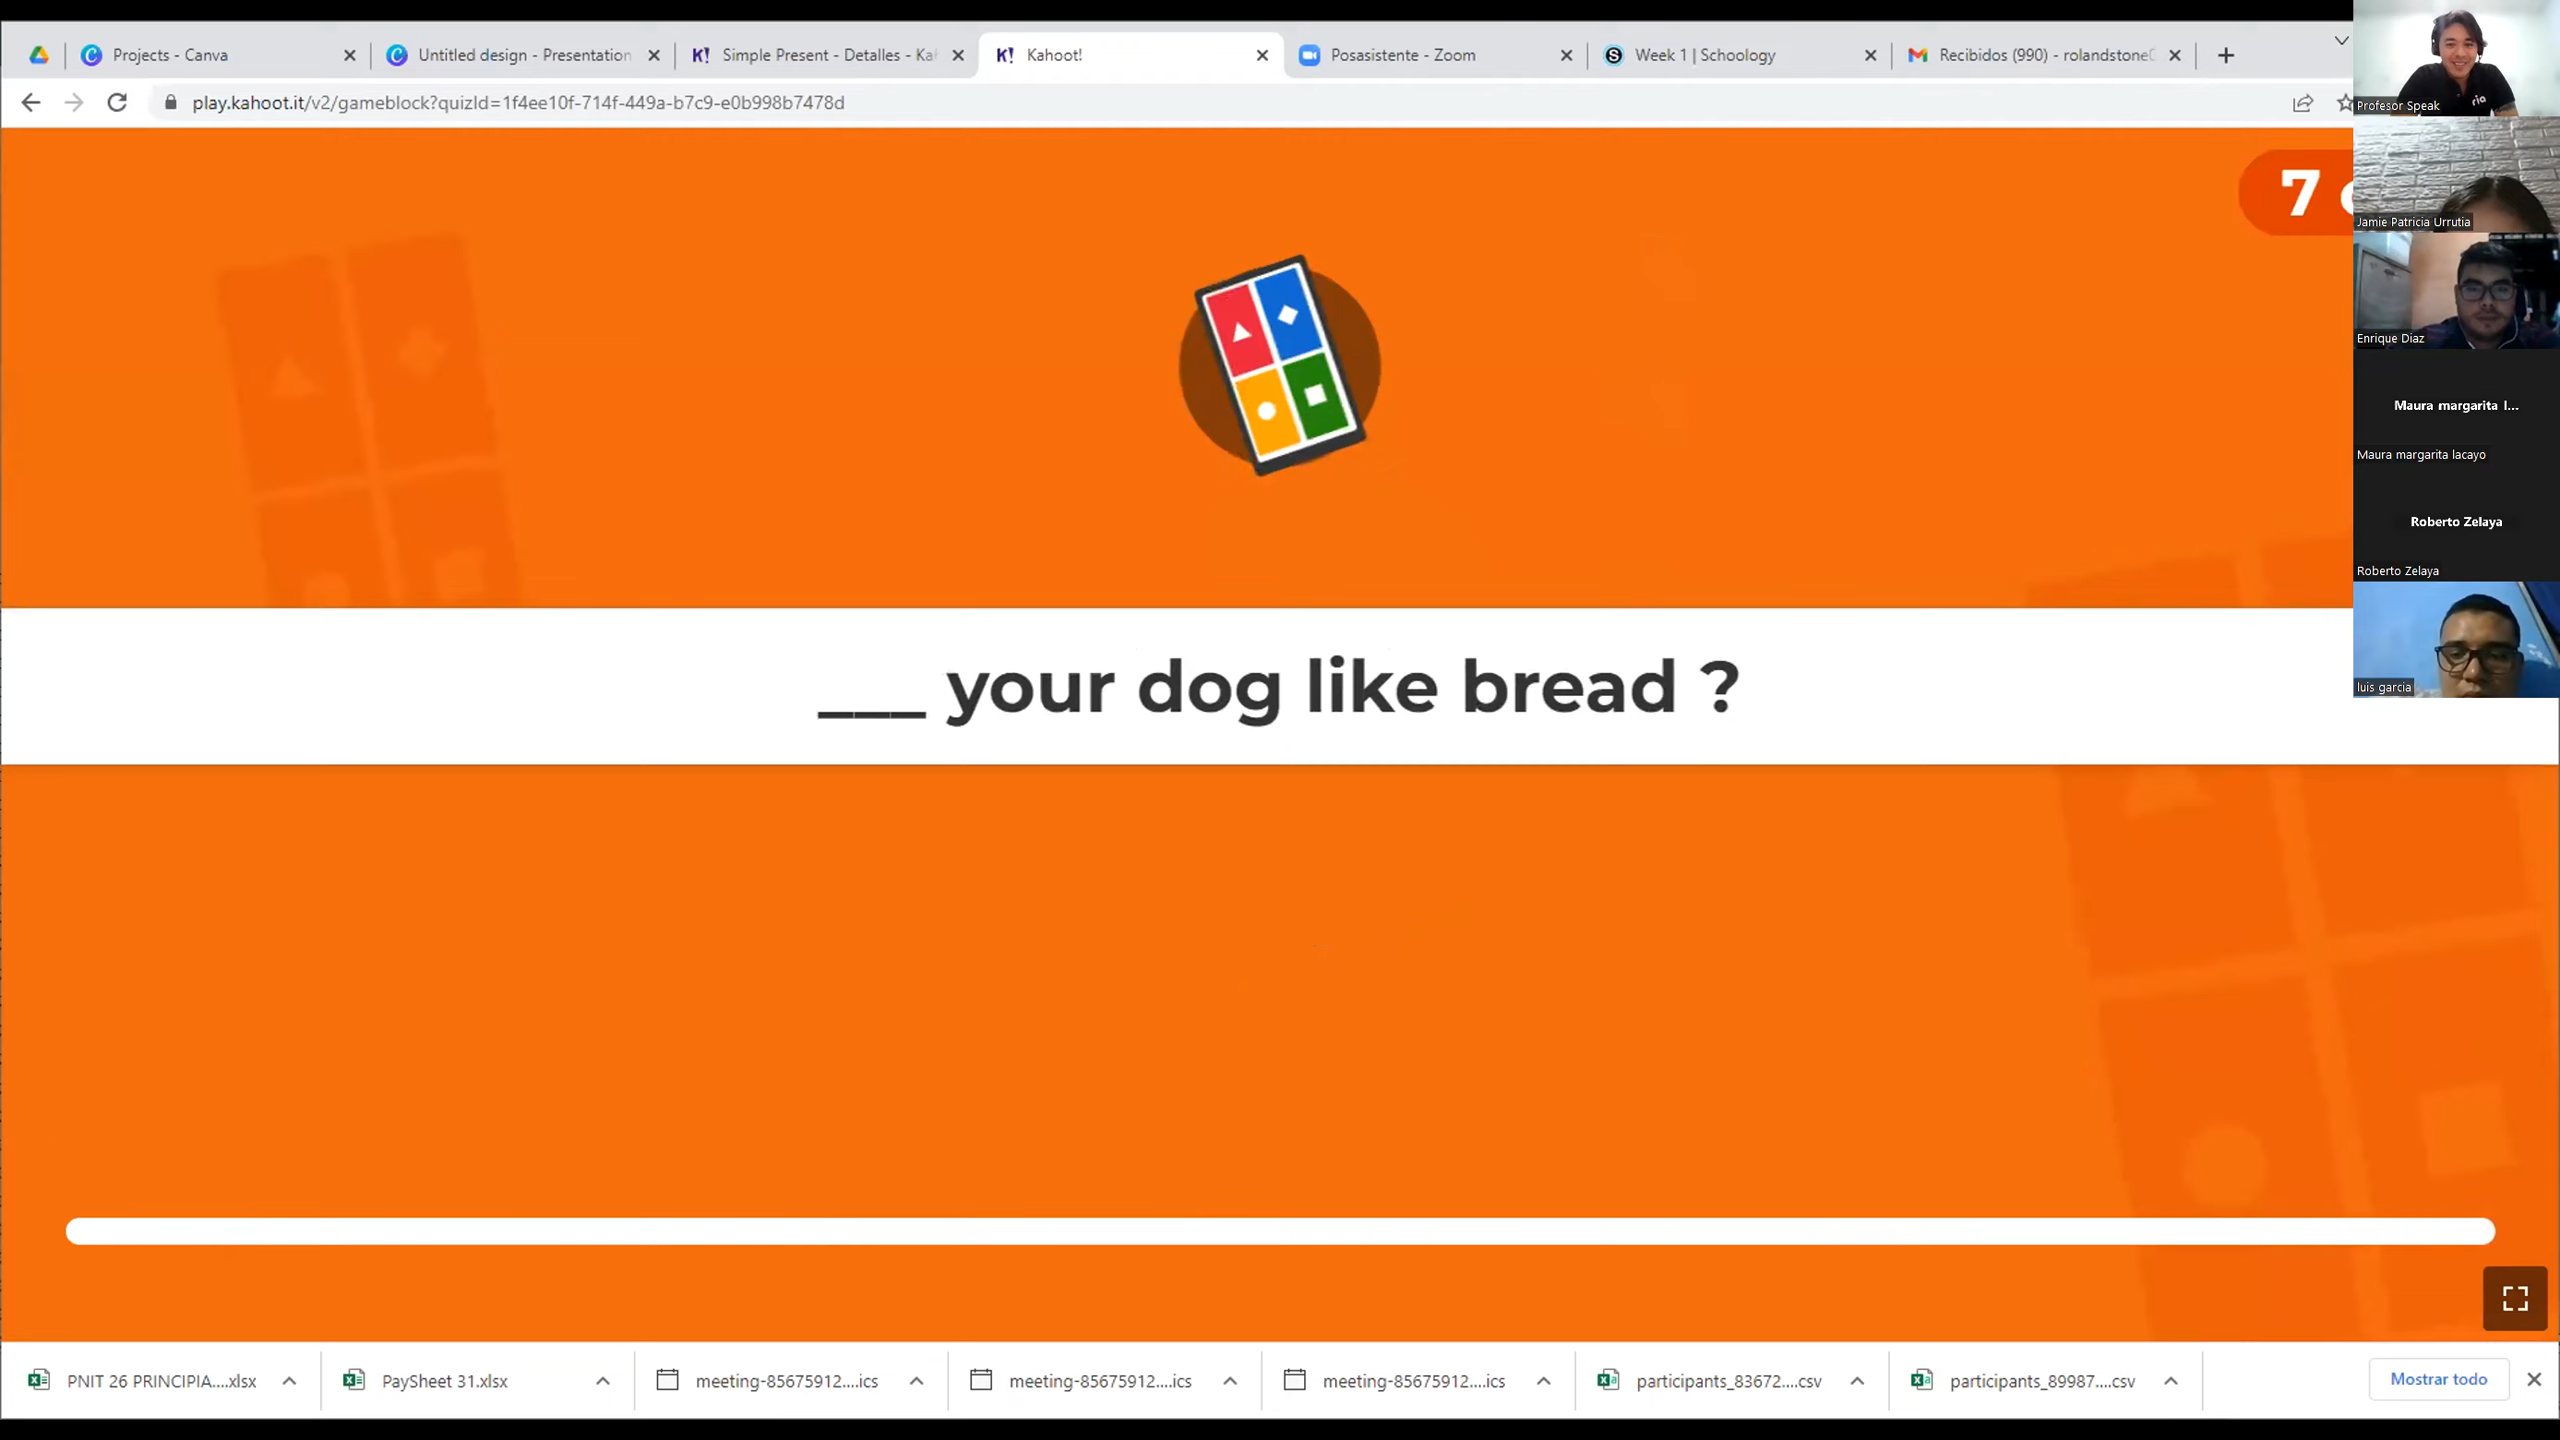 Projects - Canva
Untitled design - Presentation
Simple Present - Detalles - Kah
Kahoot!
Posasistente - Zoom
Week 1 | Schoology
Recibidos (990) - rolandstone
play.kahoot.it/v2/gameblock?quizId=1f4ee10f-714f-449a-b7c9-e0b998b7478d
7
___ your dog like bread ?
Profesor Speak
ria
Jamie Patricia Urrutia
Enrique Diaz
Maura margarita l...
Maura margarita lacayo
Roberto Zelaya
Roberto Zelaya
luis garcia
PNIT 26 PRINCIPIA....xlsx
PaySheet 31.xlsx
meeting-85675912....ics
meeting-85675912....ics
meeting-85675912....ics
participants_83672....csv
participants_89987....csv
Mostrar todo